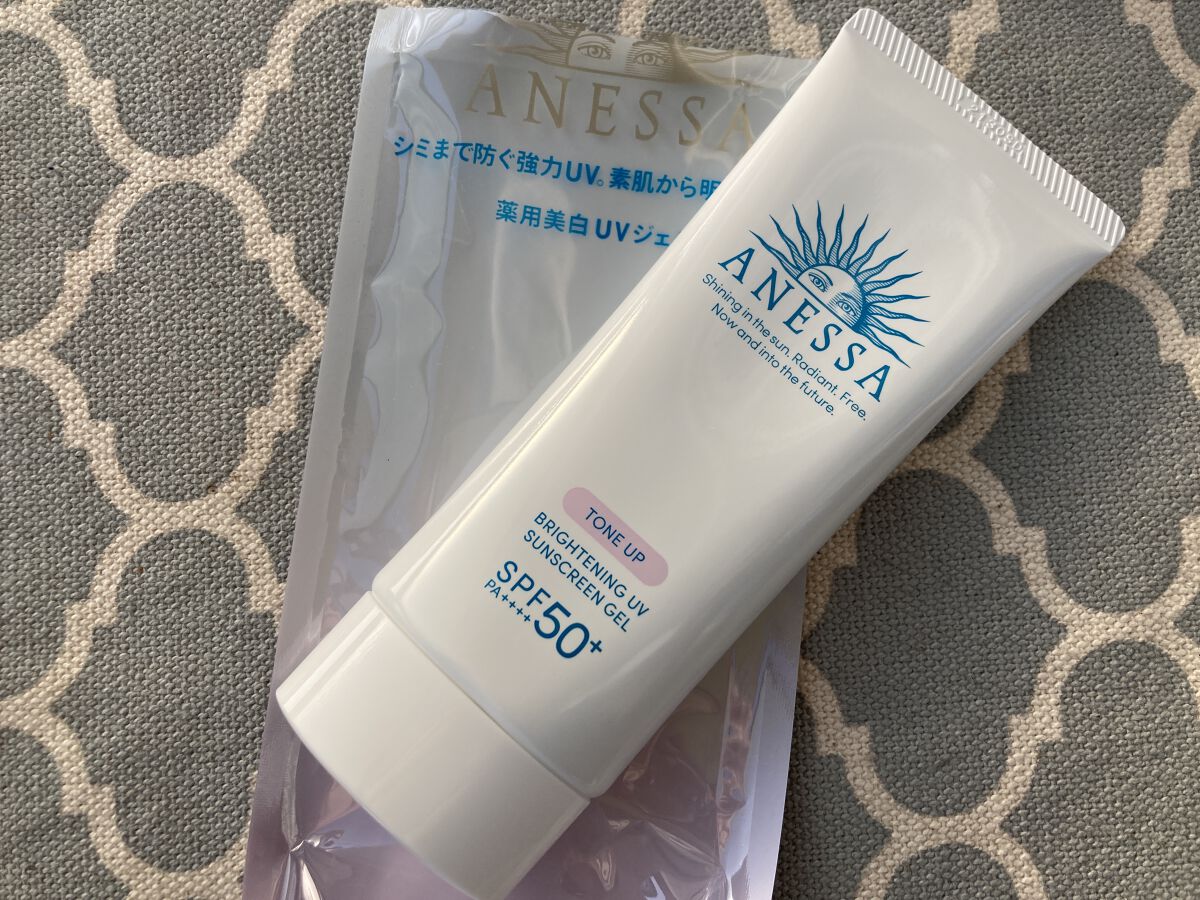 ANESSA
シミまで防ぐ強力UV。素肌から明
薬用美白UVジェ
ANESSA
Shining in the sun. Radiant. Free.
Now and into the future.
TONE UP
BRIGHTENING UV
SUNSCREEN GEL
SPF50+
PA++++